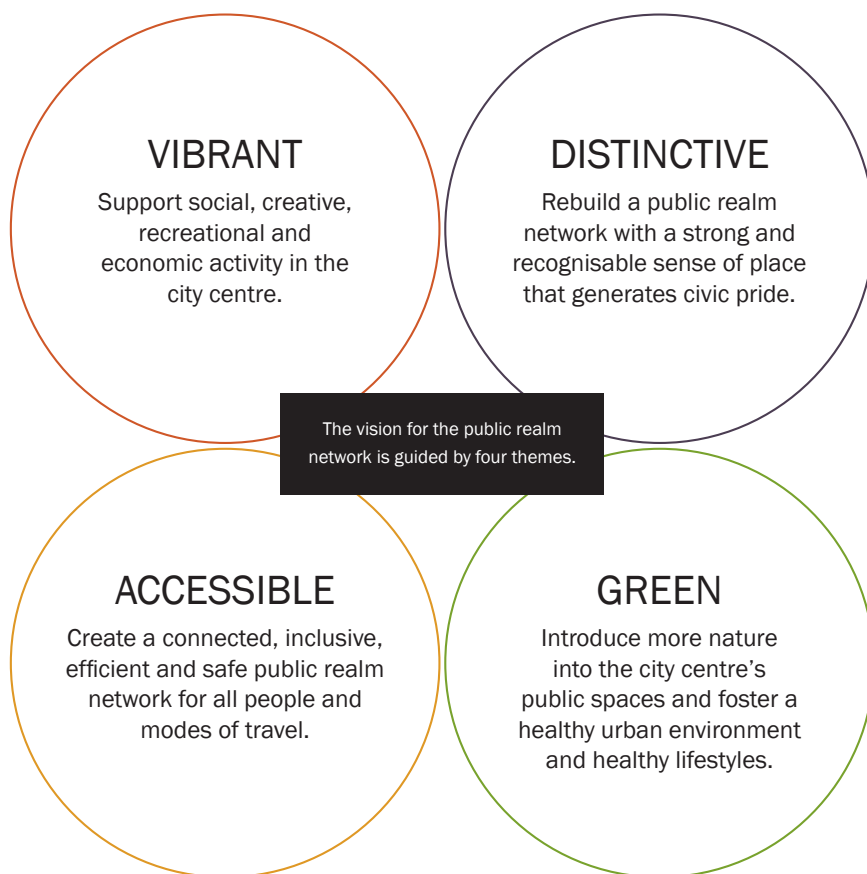 VIBRANT
Support social, creative,
recreational and
economic activity in the
city centre.
DISTINCTIVE
Rebuild a public realm
network with a strong and
recognisable sense of place
that generates civic pride.
The vision for the public realm
network is guided by four themes.
ACCESSIBLE
Create a connected, inclusive,
efficient and safe public realm
network for all people and
modes of travel.
GREEN
Introduce more nature
into the city centre’s
public spaces and foster a
healthy urban environment
and healthy lifestyles.